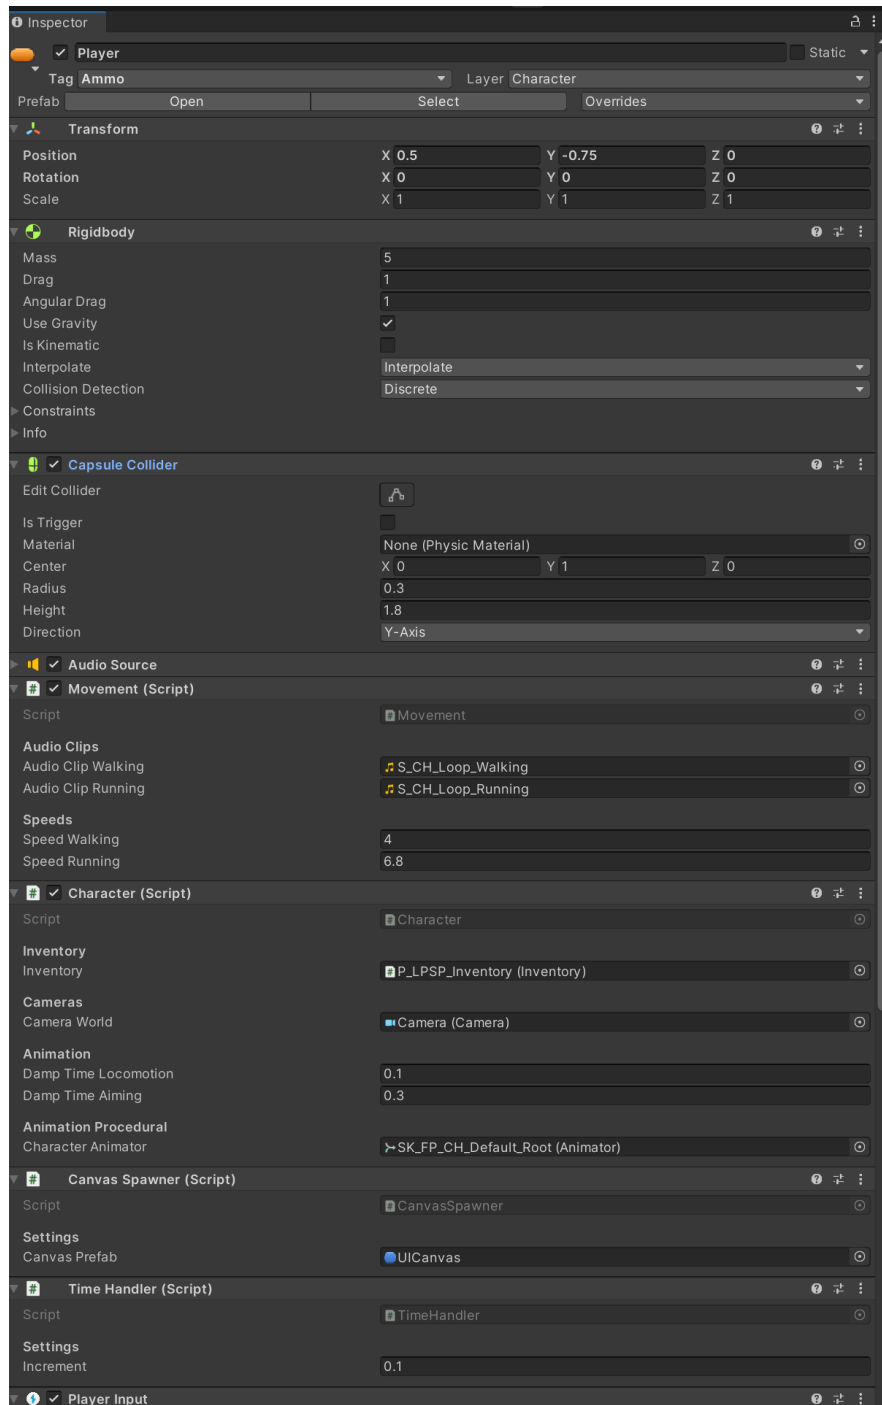 Inspector
Player Static
Tag Ammo Layer Character
Prefab Open Select Overrides
Transform
Position X 0.5 Y -0.75 Z 0
Rotation X 0 Y 0 Z 0
Scale X 1 Y 1 Z 1
Rigidbody
Mass 5
Drag 1
Angular Drag 1
Use Gravity
Is Kinematic
Interpolate Interpolate
Collision Detection Discrete
Constraints
Info
Capsule Collider
Edit Collider
Is Trigger
Material None (Physic Material)
Center X 0 Y 1 Z 0
Radius 0.3
Height 1.8
Direction Y-Axis
Audio Source
# Movement (Script)
Script # Movement
Audio Clips
Audio Clip Walking S_CH_Loop_Walking
Audio Clip Running S_CH_Loop_Running
Speeds
Speed Walking 4
Speed Running 6.8
# Character (Script)
Script # Character
Inventory
Inventory # P_LPSP_Inventory (Inventory)
Cameras
Camera World Camera (Camera)
Animation
Damp Time Locomotion 0.1
Damp Time Aiming 0.3
Animation Procedural
Character Animator SK_FP_CH_Default_Root (Animator)
# Canvas Spawner (Script)
Script # CanvasSpawner
Settings
Canvas Prefab UICanvas
# Time Handler (Script)
Script # TimeHandler
Settings
Increment 0.1
Player Input